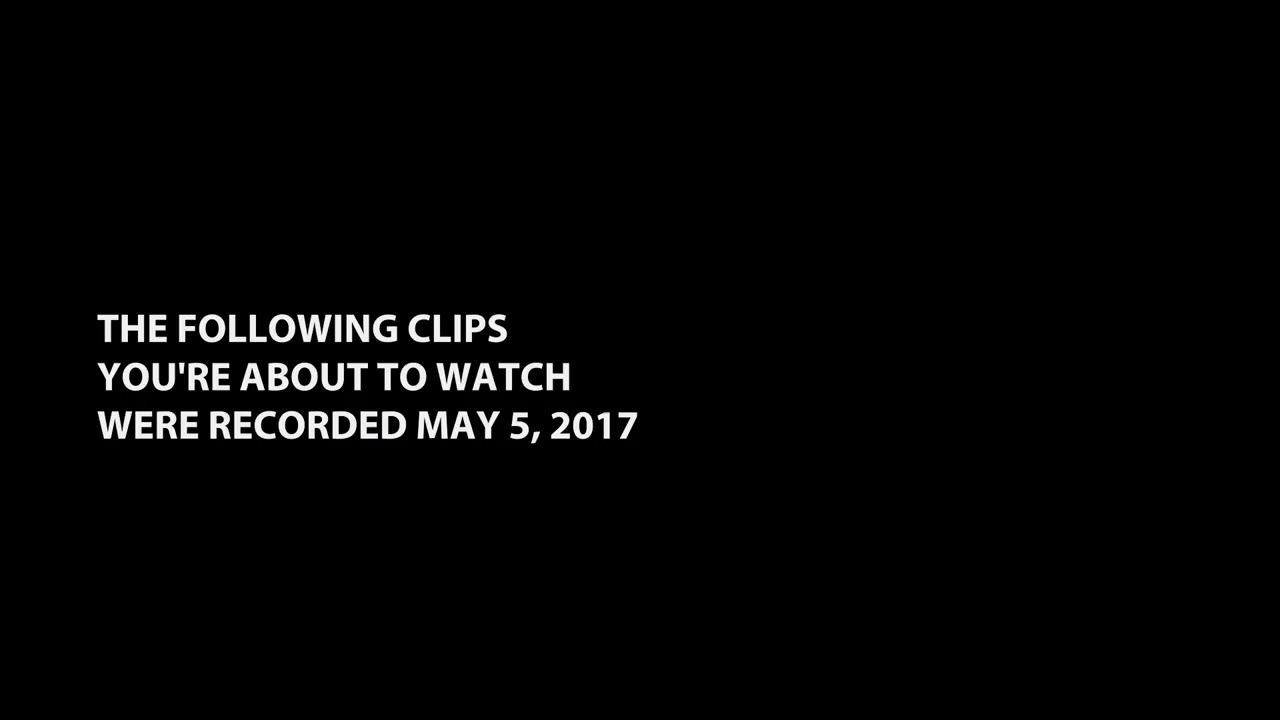 THE FOLLOWING CLIPS
YOU'RE ABOUT TO WATCH
WERE RECORDED MAY 5, 2017